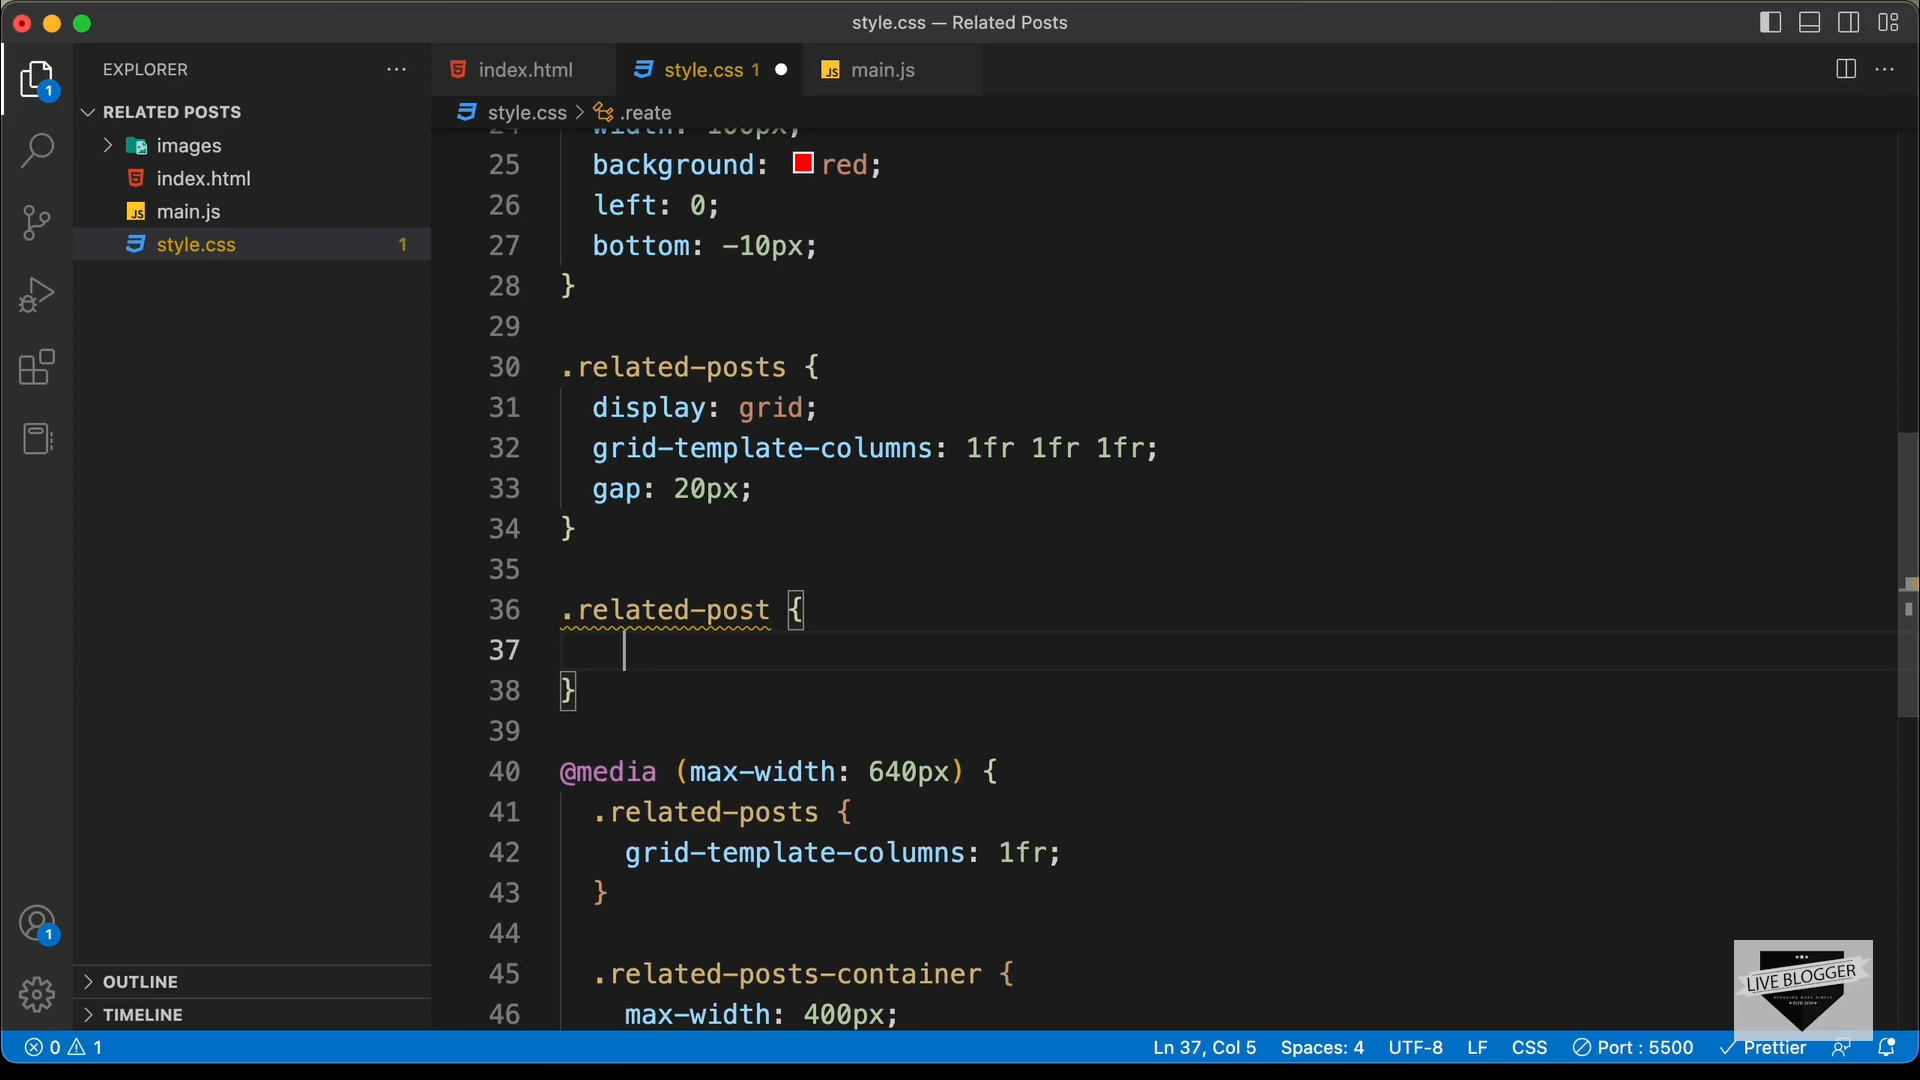 style.css — Related Posts
EXPLORER
index.html
style.css 1
main.js
1
RELATED POSTS
style.css > .reate
images
index.html
main.js
style.css 1
24 width: 100px;
25 background: red;
26 left: 0;
27 bottom: -10px;
28 }
29
30 .related-posts {
31 display: grid;
32 grid-template-columns: 1fr 1fr 1fr;
33 gap: 20px;
34 }
35
36 .related-post {
37
38 }
39
40 @media (max-width: 640px) {
41 .related-posts {
42 grid-template-columns: 1fr;
43 }
44
45 .related-posts-container {
46 max-width: 400px;
1
OUTLINE
TIMELINE
LIVE BLOGGER
0 1
Ln 37, Col 5 Spaces: 4 UTF-8 LF CSS Port : 5500 Prettier